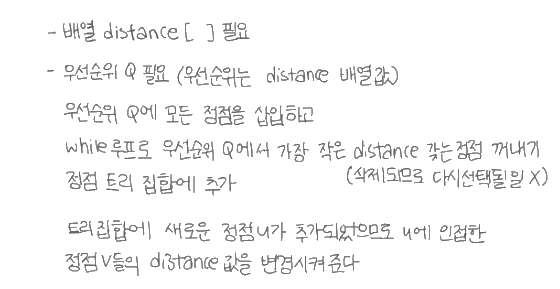 - 배열 distance [ ] 필요
- 우선순위 Q 필요 (우선순위는 distance 배열값)
우선순위 Q에 모든 정점을 삽입하고
while 루프로 우선순위 Q에서 가장 작은 distance 갖는 정점 꺼내기
정점 트리 집합에 추가 (삭제되므로 다시 선택될 일 X)
트리 집합에 새로운 정점 u가 추가되었으므로 u에 인접한
정점 v들의 distance 값을 변경시켜 준다